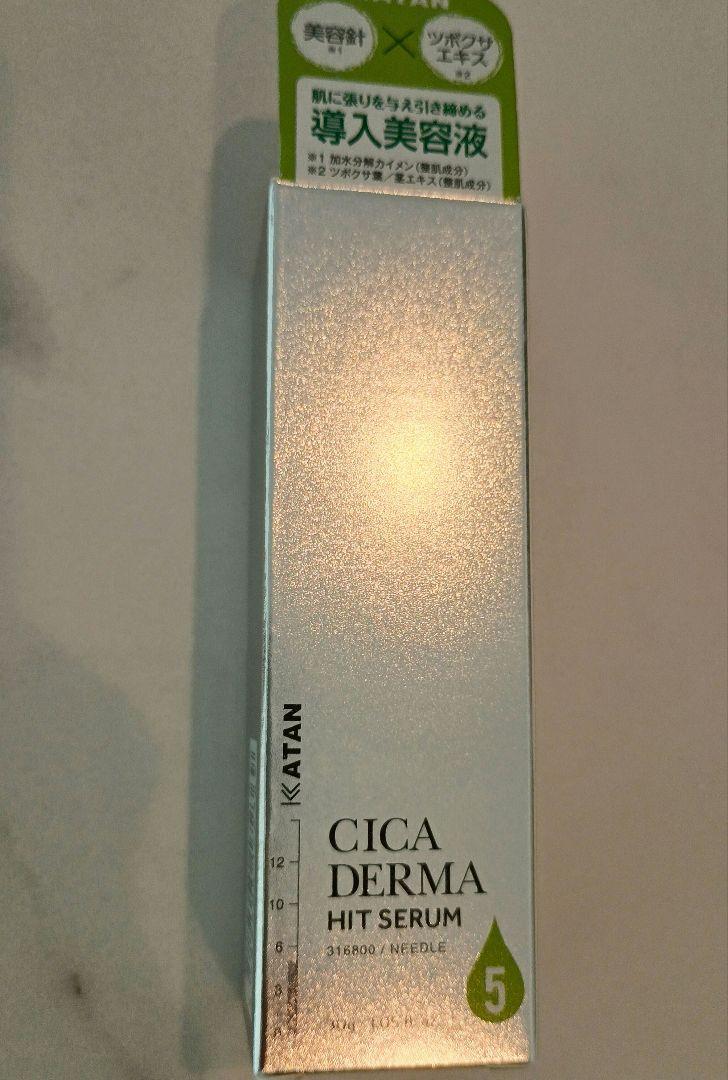 KATAN
美容針
※1
×
ツボクサ
エキス
※2
肌に張りを与え引き締める
導入美容液
※1 加水分解カイメン(整肌成分)
※2 ツボクサ葉/茎エキス(整肌成分)
KATAN
CICA
DERMA
HIT SERUM
316800 / NEEDLE
12
10
6
3
5
30g